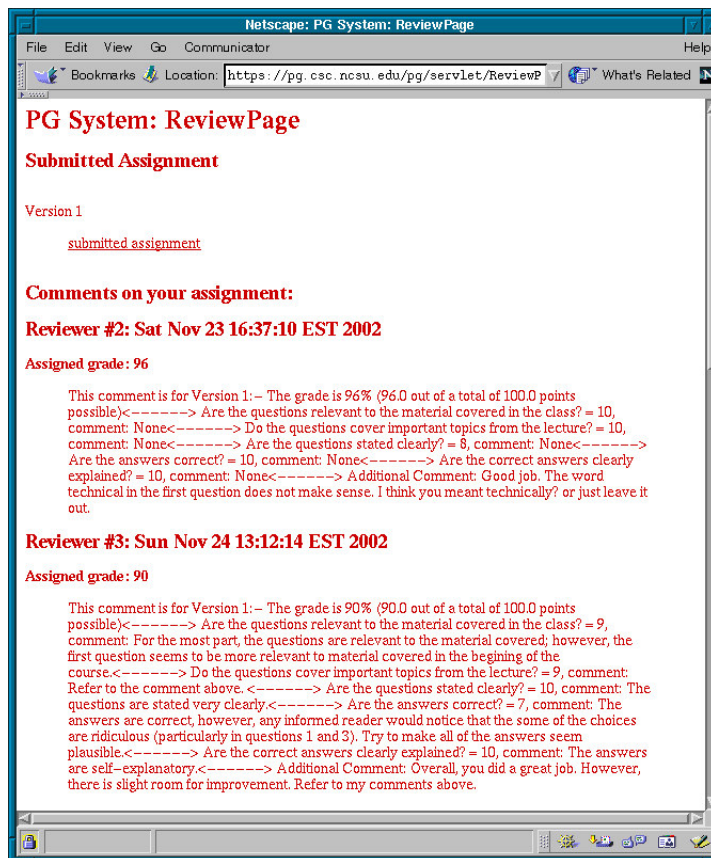 Netscape: PG System: ReviewPage
File Edit View Go Communicator Help
Bookmarks Location: https://pg.csc.ncsu.edu/pg/servlet/ReviewP What's Related N
PG System: ReviewPage
Submitted Assignment
Version 1
submitted assignment
Comments on your assignment:
Reviewer #2: Sat Nov 23 16:37:10 EST 2002
Assigned grade: 96
This comment is for Version 1:– The grade is 96% (96.0 out of a total of 100.0 points
possible)<------> Are the questions relevant to the material covered in the class? = 10,
comment: None<------> Do the questions cover important topics from the lecture? = 10,
comment: None<------> Are the questions stated clearly? = 8, comment: None<------>
Are the answers correct? = 10, comment: None<------> Are the correct answers clearly
explained? = 10, comment: None<------> Additional Comment: Good job. The word
technical in the first question does not make sense. I think you meant technically? or just leave it
out.
Reviewer #3: Sun Nov 24 13:12:14 EST 2002
Assigned grade: 90
This comment is for Version 1:– The grade is 90% (90.0 out of a total of 100.0 points
possible)<------> Are the questions relevant to the material covered in the class? = 9,
comment: For the most part, the questions are relevant to the material covered; however, the
first question seems to be more relevant to material covered in the begining of the
course.<------> Do the questions cover important topics from the lecture? = 9, comment:
Refer to the comment above. <------> Are the questions stated clearly? = 10, comment: The
questions are stated very clearly.<------> Are the answers correct? = 7, comment: The
answers are correct, however, any informed reader would notice that the some of the choices
are ridiculous (particularly in questions 1 and 3). Try to make all of the answers seem
plausible.<------> Are the correct answers clearly explained? = 10, comment: The answers
are self–explanatory.<------> Additional Comment: Overall, you did a great job. However,
there is slight room for improvement. Refer to my comments above.